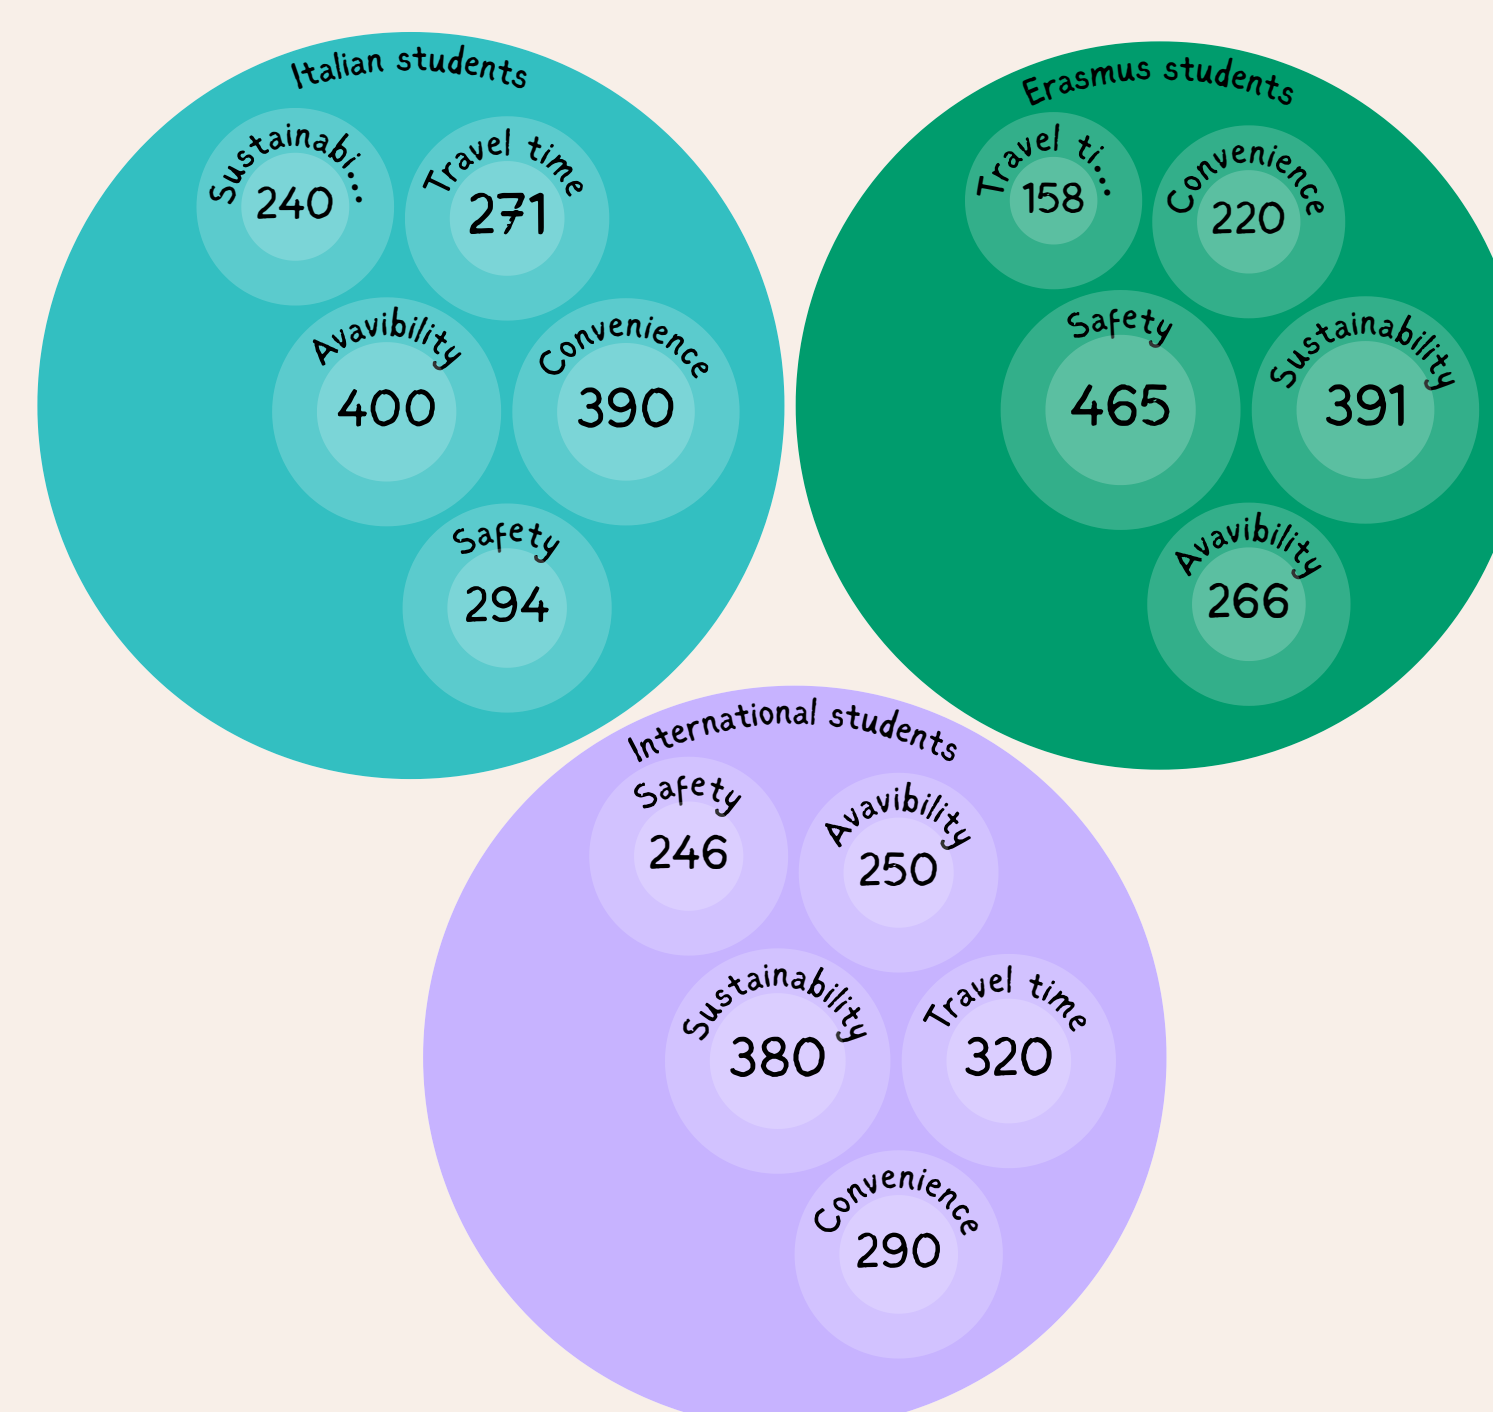 Italian students
Sustainabi...
240
Travel time
271
Avavibility
400
Convenience
390
Safety
294
Erasmus students
Travel ti...
158
Convenience
220
Safety
465
Sustainability
391
Avavibility
266
International students
Safety
246
Avavibility
250
Sustainability
380
Travel time
320
Convenience
290